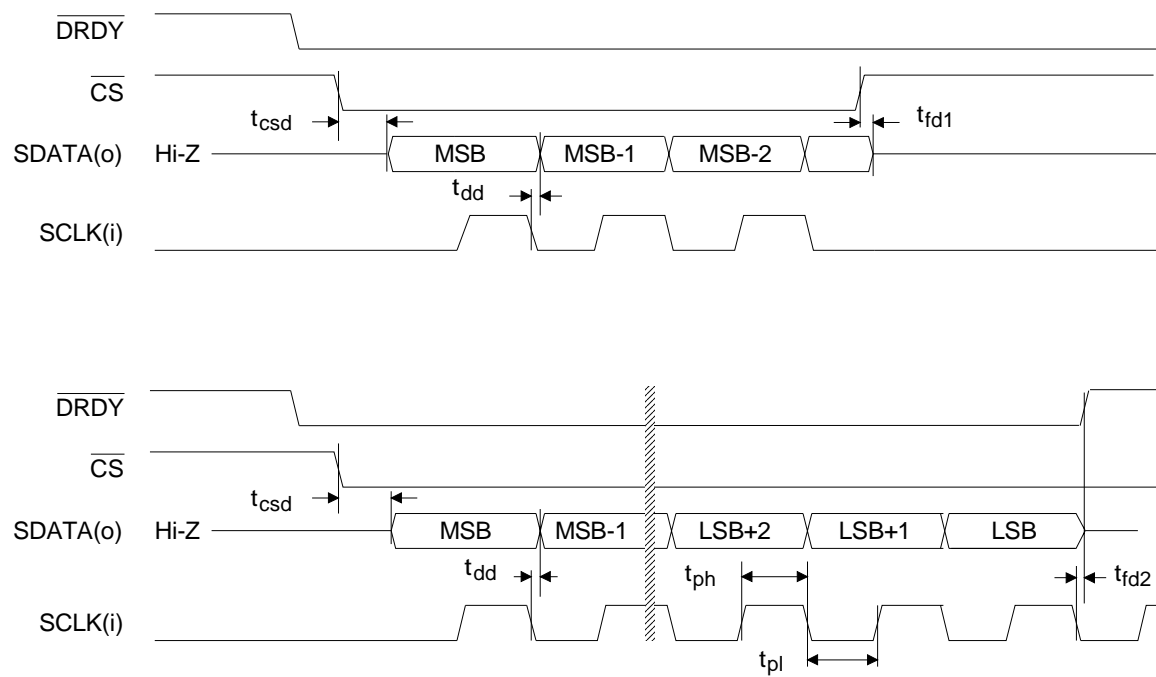 DRDY
CS
tcsd
tfd1
SDATA(o) Hi-Z MSB MSB-1 MSB-2
tdd
SCLK(i)
DRDY
CS
tcsd
SDATA(o) Hi-Z MSB MSB-1 LSB+2 LSB+1 LSB
tdd tph tfd2
SCLK(i)
tpl